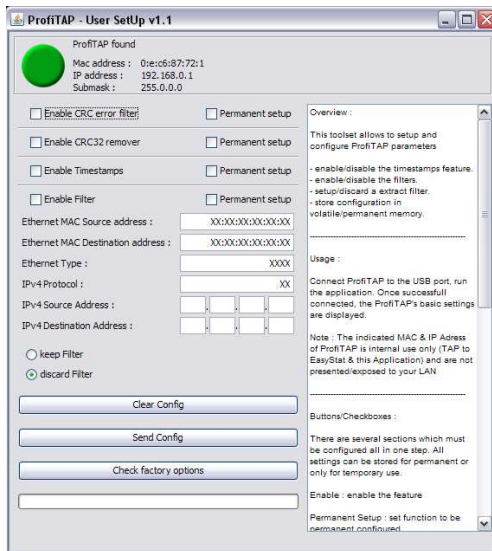 ProfiTAP - User SetUp v1.1
ProfiTAP found
Mac address : 0:e:c6:87:72:1
IP address : 192.168.0.1
Submask : 255.0.0.0
Enable CRC error filter Permanent setup
Enable CRC32 remover Permanent setup
Enable Timestamps Permanent setup
Enable Filter Permanent setup
Ethernet MAC Source address : XX:XX:XX:XX:XX:XX
Ethernet MAC Destination address : XX:XX:XX:XX:XX:XX
Ethernet Type : XXXX
IPv4 Protocol : XX
IPv4 Source Address : . . .
IPv4 Destination Address : . . .
keep Filter
discard Filter
Clear Config
Send Config
Check factory options
Overview :
This toolset allows to setup and
configure ProfiTAP parameters
- enable/disable the timestamps feature.
- enable/disable the filters.
- setup/discard a extract filter.
- store configuration in
volatile/permanent memory.
----------------------------------------------------
Usage :
Connect ProfiTAP to the USB port, run
the application. Once successfull
connected, the ProfiTAP's basic settings
are displayed.
Note : The indicated MAC & IP Adress
of ProfiTAP is internal use only (TAP to
EasyStat & this Application) and are not
presented/exposed to your LAN
----------------------------------------------------
Buttons/Checkboxes :
There are several sections which must
be configured all in one step. All
settings can be stored for permanent or
only for temporary use.
Enable : enable the feature
Permanent Setup : set function to be
permanent configured